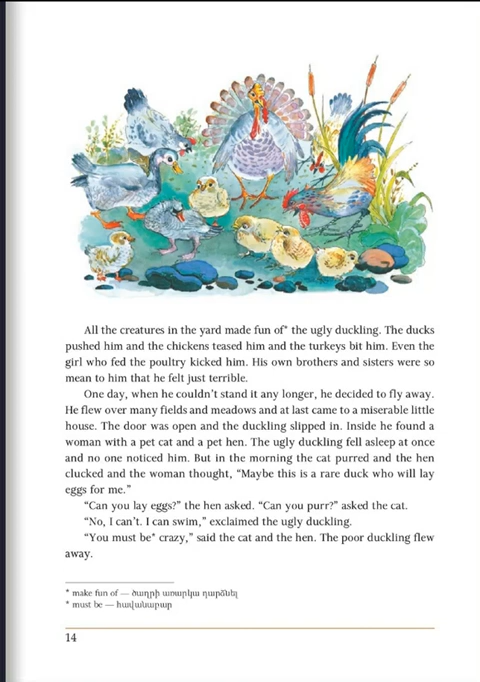 All the creatures in the yard made fun of* the ugly duckling. The ducks
pushed him and the chickens teased him and the turkeys bit him. Even the
girl who fed the poultry kicked him. His own brothers and sisters were so
mean to him that he felt just terrible.
One day, when he couldn't stand it any longer, he decided to fly away.
He flew over many fields and meadows and at last came to a miserable little
house. The door was open and the duckling slipped in. Inside he found a
woman with a pet cat and a pet hen. The ugly duckling fell asleep at once
and no one noticed him. But in the morning the cat purred and the hen
clucked and the woman thought, “Maybe this is a rare duck who will lay
eggs for me.”
“Can you lay eggs?” the hen asked. “Can you purr?” asked the cat.
“No, I can't. I can swim,” exclaimed the ugly duckling.
“You must be* crazy,” said the cat and the hen. The poor duckling flew
away.
* make fun of — ծաղրի առարկա դարձնել
* must be — հավանաբար
14